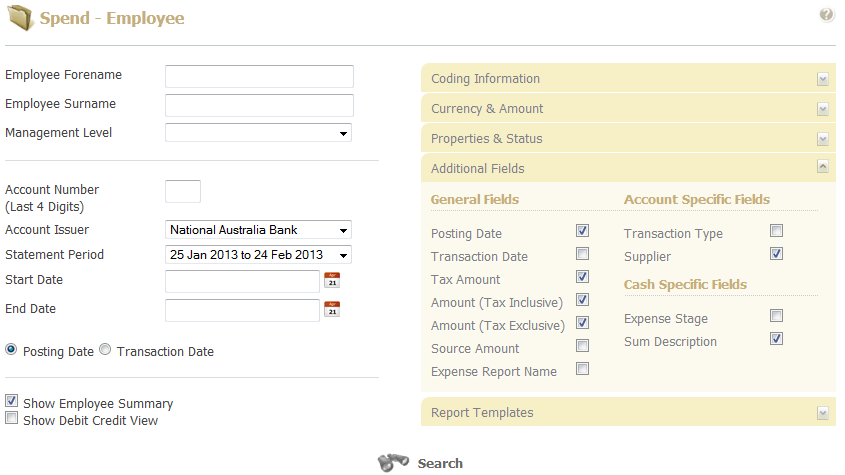 Spend - Employee
Employee Forename
Employee Surname
Management Level
Account Number
(Last 4 Digits)
Account Issuer
National Australia Bank
Statement Period
25 Jan 2013 to 24 Feb 2013
Start Date
Apr
21
End Date
Apr
21
Posting Date
Transaction Date
Show Employee Summary
Show Debit Credit View
Coding Information
Currency & Amount
Properties & Status
Additional Fields
General Fields
Posting Date
Transaction Date
Tax Amount
Amount (Tax Inclusive)
Amount (Tax Exclusive)
Source Amount
Expense Report Name
Account Specific Fields
Transaction Type
Supplier
Cash Specific Fields
Expense Stage
Sum Description
Report Templates
Search